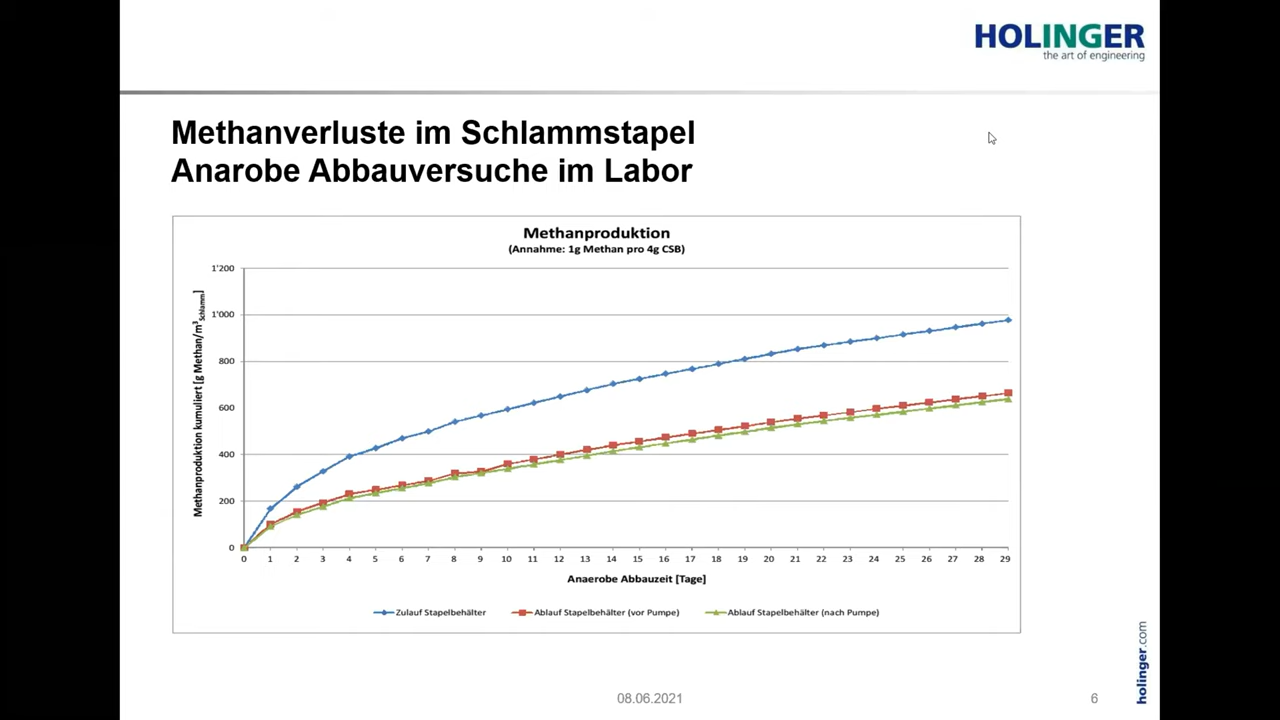 HOLINGER
the art of engineering
Methanverluste im Schlammstapel
Anarobe Abbauversuche im Labor
Methanproduktion
(Annahme: 1g Methan pro 4g CSB)
Methanproduktion kumuliert [g Methan/m³Schlamm]
1'200
1'000
800
600
400
200
0
0 1 2 3 4 5 6 7 8 9 10 11 12 13 14 15 16 17 18 19 20 21 22 23 24 25 26 27 28 29
Anaerobe Abbauzeit [Tage]
Zulauf Stapelbehälter Ablauf Stapelbehälter (vor Pumpe) Ablauf Stapelbehälter (nach Pumpe)
holinger.com
08.06.2021 6